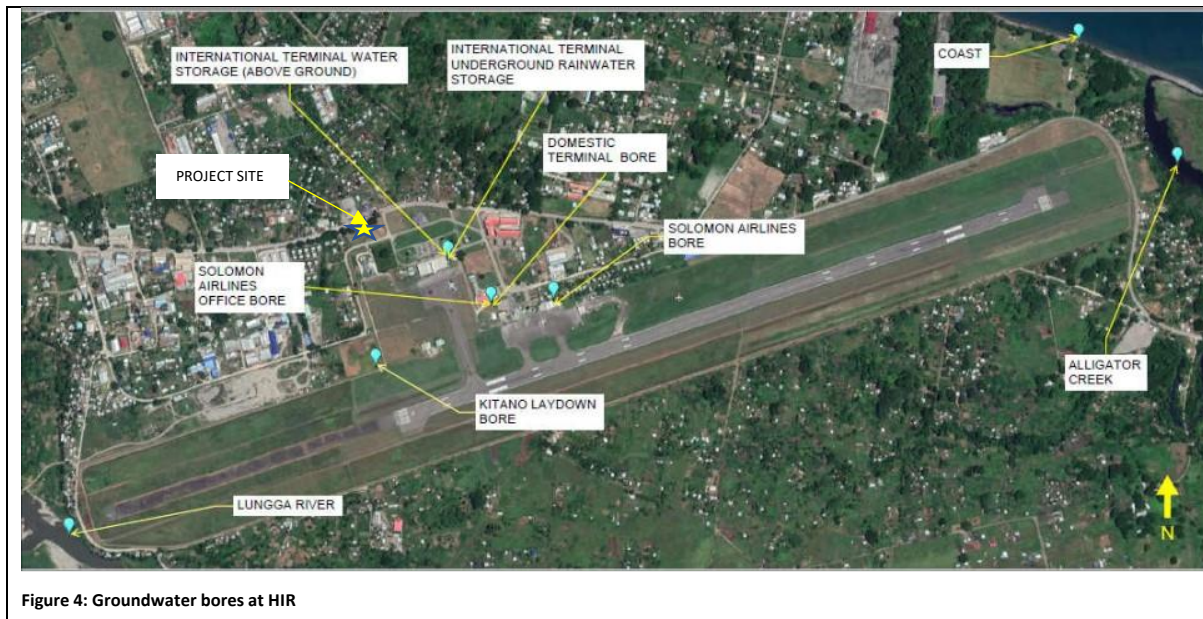 INTERNATIONAL TERMINAL WATER
STORAGE (ABOVE GROUND)
INTERNATIONAL TERMINAL
UNDERGROUND RAINWATER
STORAGE
COAST
DOMESTIC
TERMINAL BORE
PROJECT SITE
SOLOMON AIRLINES
BORE
SOLOMON
AIRLINES
OFFICE BORE
ALLIGATOR
CREEK
KITANO LAYDOWN
BORE
LUNGGA RIVER
N
Figure 4: Groundwater bores at HIR